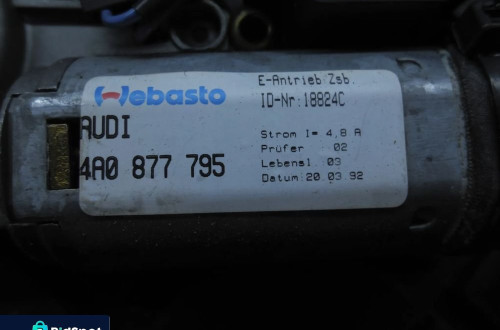 Webasto
E-Antrieb/Zsb.
ID-Nr:18824C
AUDI
4A0 877 795
Strom I= 4,8 A
Prüfer : 02
Lebensl.:03
Datum:20.03.92
BidSpot